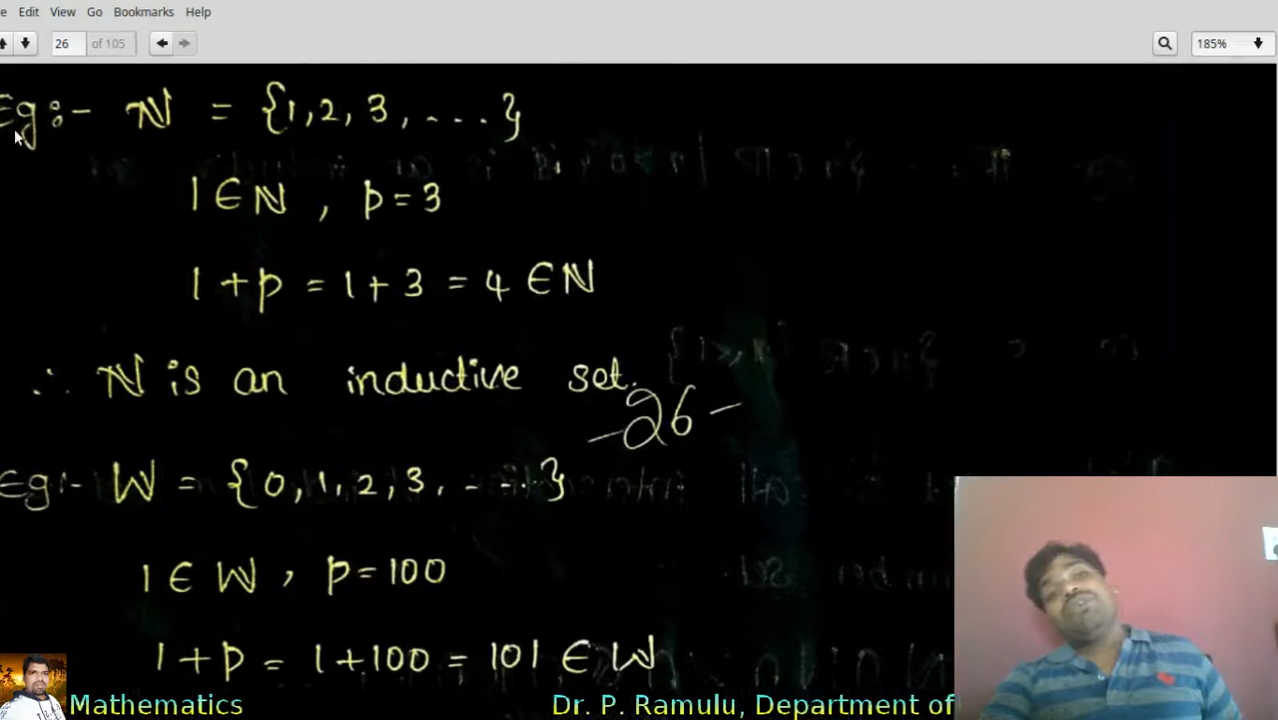 Edit View Go Bookmarks Help
26 of 105 185%
Eg:- ℕ = {1, 2, 3, ....}
1 ∈ ℕ, p = 3
1 + p = 1 + 3 = 4 ∈ ℕ
∴ ℕ is an inductive set.
-26-
Eg:- W = {0, 1, 2, 3, .....}
1 ∈ W, p = 100
1 + p = 1 + 100 = 101 ∈ W
Mathematics Dr. P. Ramulu, Department of